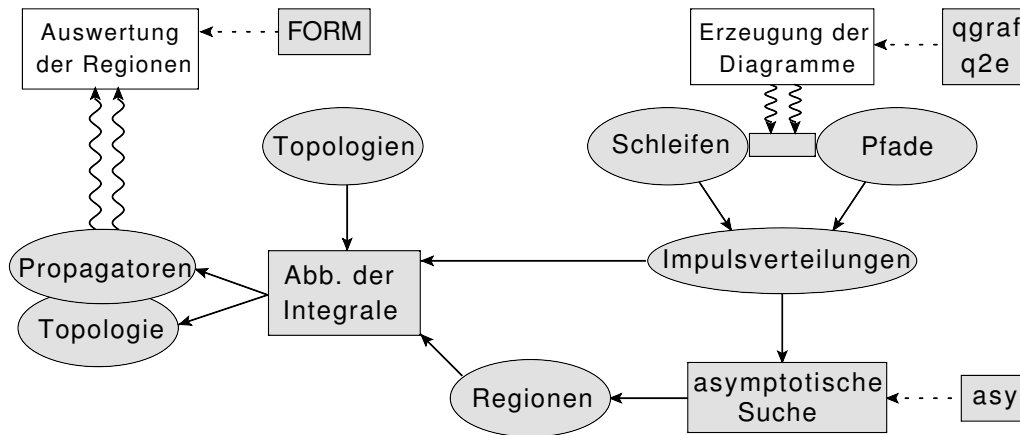 Auswertung
der Regionen
FORM
Erzeugung der
Diagramme
qgraf
q2e
Topologien
Schleifen
Pfade
Propagatoren
Topologie
Abb. der
Integrale
Impulsverteilungen
Regionen
asymptotische
Suche
asy